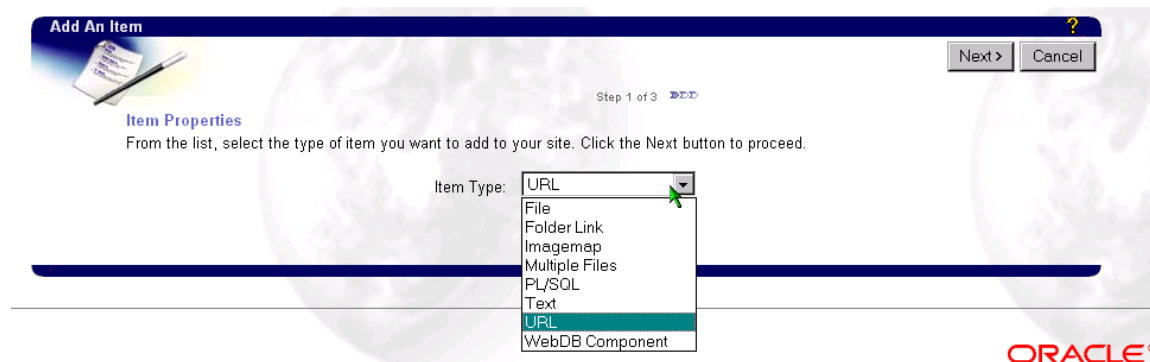 Add An Item
?
Next > Cancel
Step 1 of 3
Item Properties
From the list, select the type of item you want to add to your site. Click the Next button to proceed.
Item Type: URL
File
Folder Link
Imagemap
Multiple Files
PL/SQL
Text
URL
WebDB Component
ORACLE®